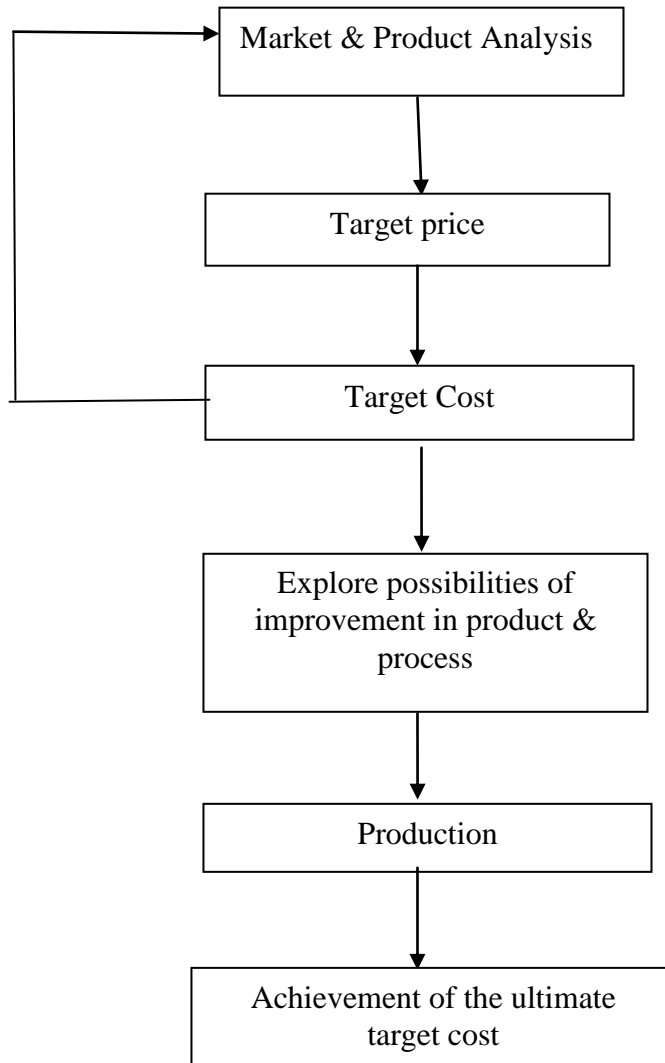 Market & Product Analysis
Target price
Target Cost
Explore possibilities of
improvement in product &
process
Production
Achievement of the ultimate
target cost